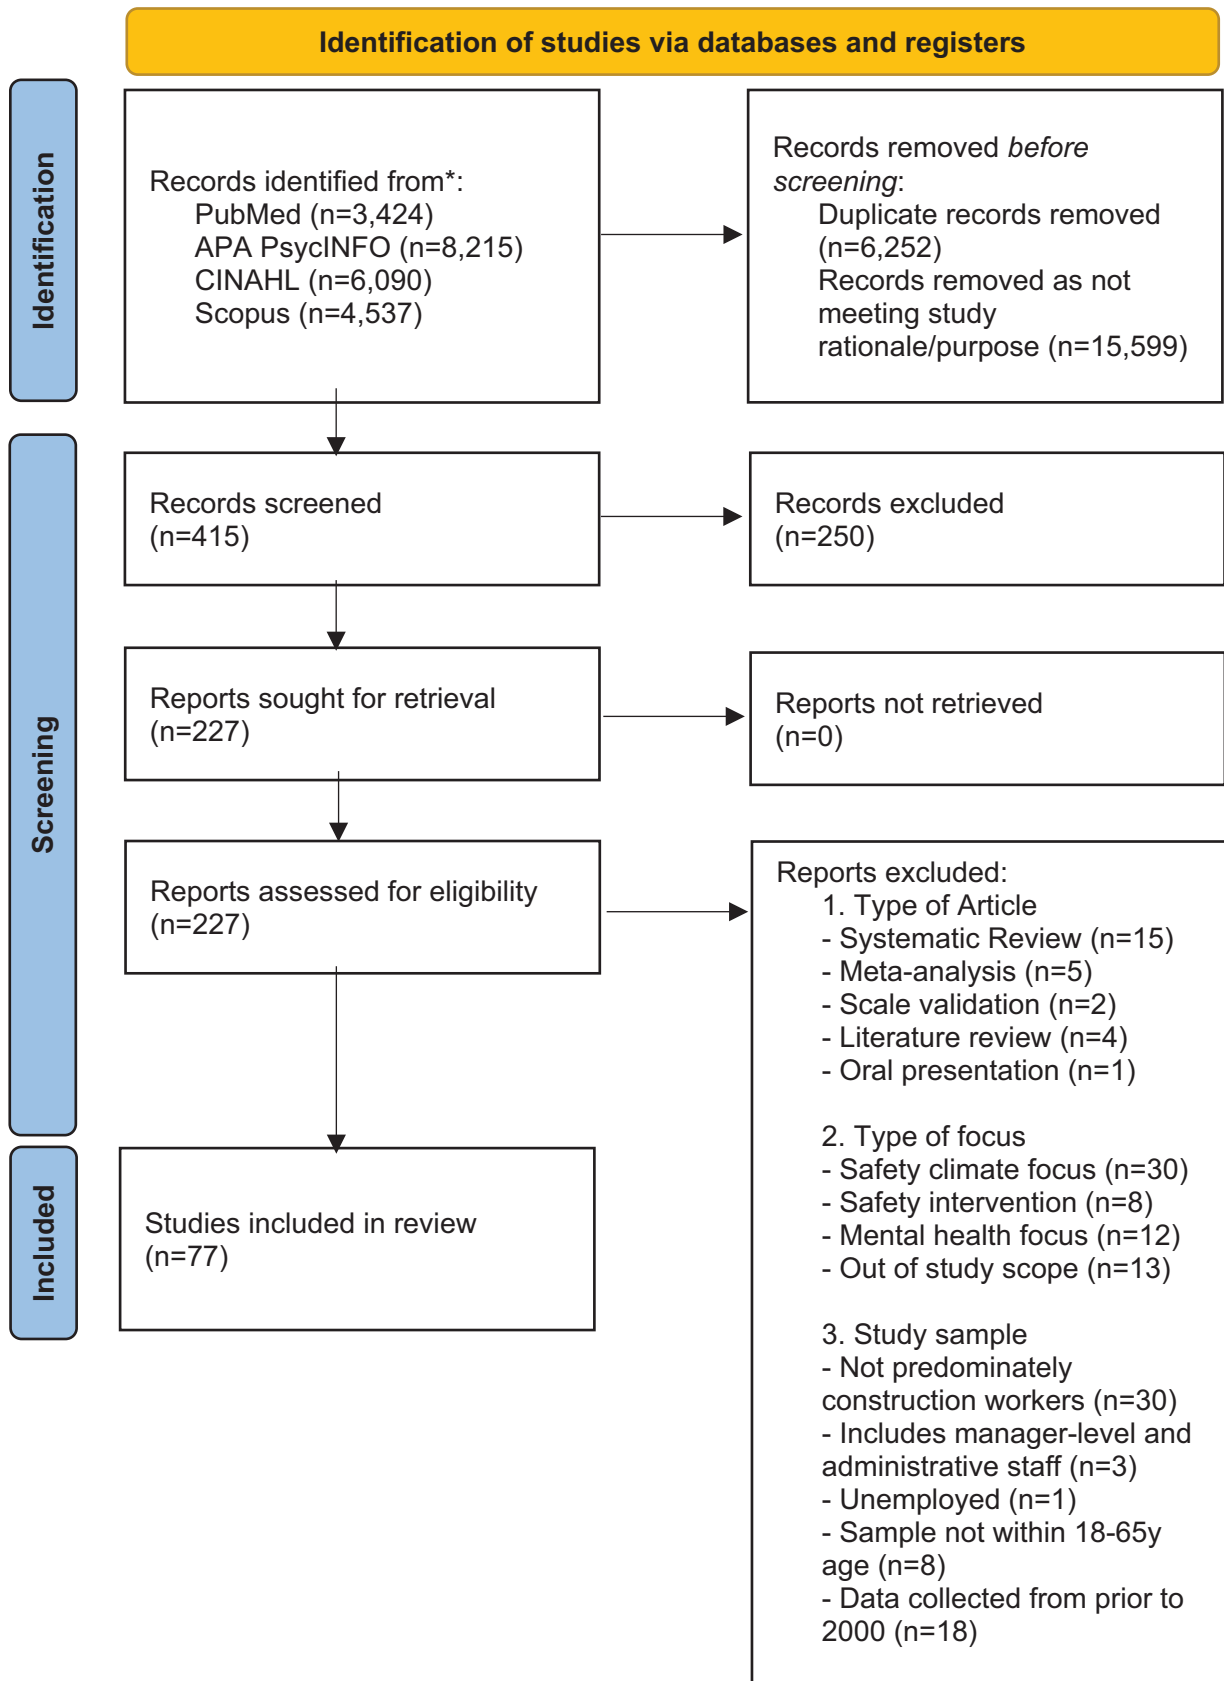 Identification of studies via databases and registers
Identification
Records identified from*:
PubMed (n=3,424)
APA PsycINFO (n=8,215)
CINAHL (n=6,090)
Scopus (n=4,537)
Records removed before
screening:
Duplicate records removed
(n=6,252)
Records removed as not
meeting study
rationale/purpose (n=15,599)
Screening
Records screened
(n=415)
Records excluded
(n=250)
Reports sought for retrieval
(n=227)
Reports not retrieved
(n=0)
Reports assessed for eligibility
(n=227)
Reports excluded:
1. Type of Article
- Systematic Review (n=15)
- Meta-analysis (n=5)
- Scale validation (n=2)
- Literature review (n=4)
- Oral presentation (n=1)
2. Type of focus
- Safety climate focus (n=30)
- Safety intervention (n=8)
- Mental health focus (n=12)
- Out of study scope (n=13)
3. Study sample
- Not predominately
construction workers (n=30)
- Includes manager-level and
administrative staff (n=3)
- Unemployed (n=1)
- Sample not within 18-65y
age (n=8)
- Data collected from prior to
2000 (n=18)
Included
Studies included in review
(n=77)